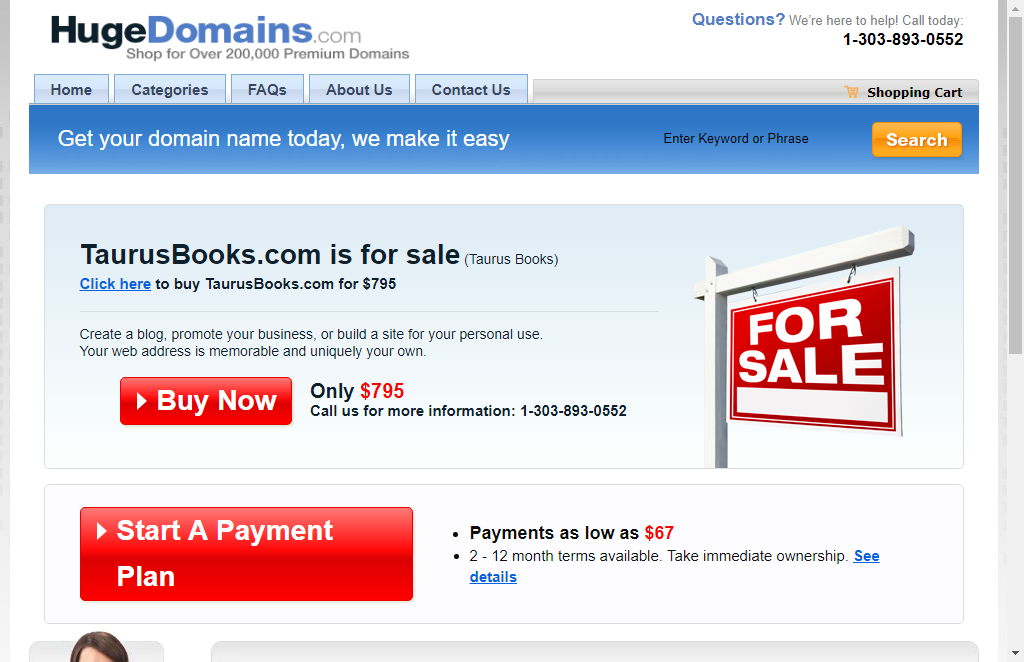 HugeDomains.com
Shop for Over 200,000 Premium Domains
Questions? We're here to help! Call today:
1-303-893-0552
Home
Categories
FAQs
About Us
Contact Us
Shopping Cart
Get your domain name today, we make it easy
Enter Keyword or Phrase
Search
TaurusBooks.com is for sale (Taurus Books)
Click here to buy TaurusBooks.com for $795
Create a blog, promote your business, or build a site for your personal use.
Your web address is memorable and uniquely your own.
Buy Now
Only $795
Call us for more information: 1-303-893-0552
FOR
SALE
Start A Payment
Plan
Payments as low as $67
2 - 12 month terms available. Take immediate ownership. See
details